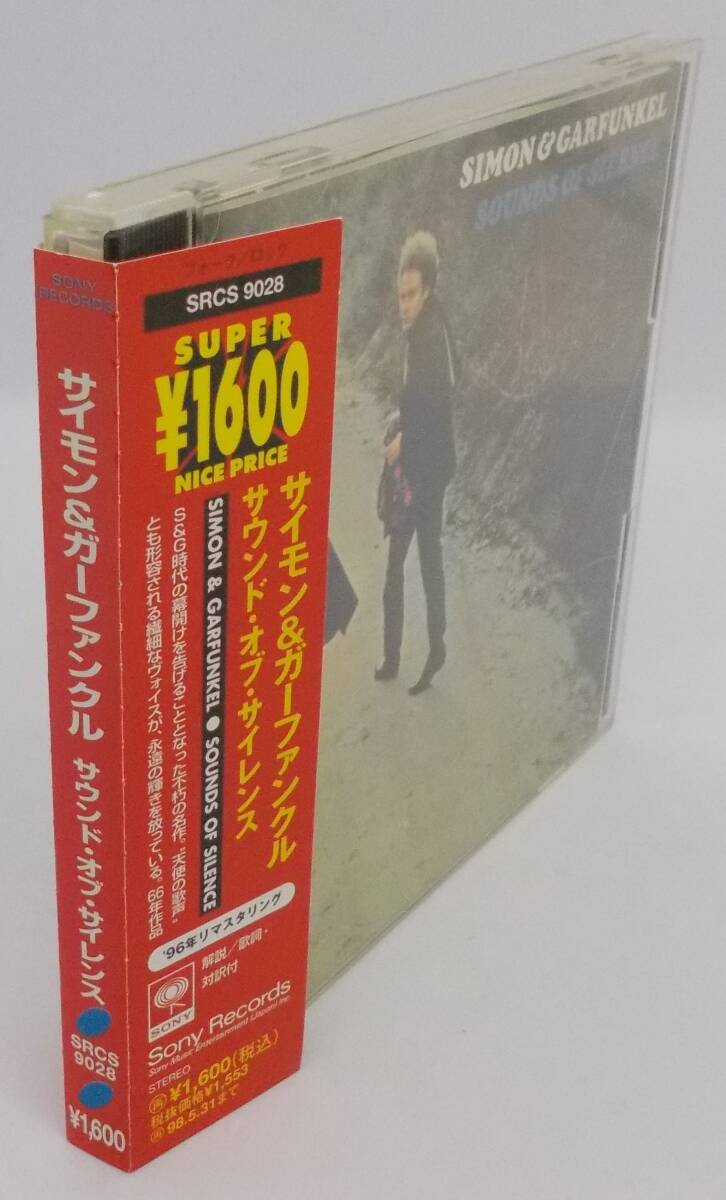 SONY
RECORDS
サイモン&ガーファンクル サウンド・オブ・サイレンス
SRCS
9028
¥1,600
フォーク/ロック
SRCS 9028
SUPER
¥1600
NICE PRICE
サイモン&ガーファンクル
サウンド・オブ・サイレンス
SIMON & GARFUNKEL ● SOUNDS OF SILENCE
S&G時代の幕開けを告げることとなった不朽の名作。“天使の歌声”
とも形容される繊細なヴォイスが、永遠の輝きを放っている。66年作品
'96年リマスタリング
解説/歌詞・
対訳付
SONY
Sony Records
Sony Music Entertainment (Japan) Inc.
STEREO
再 ¥1,600(税込)
税抜価格¥1,553
再 98.5.31まで
SIMON & GARFUNKEL
SOUNDS OF SILENCE